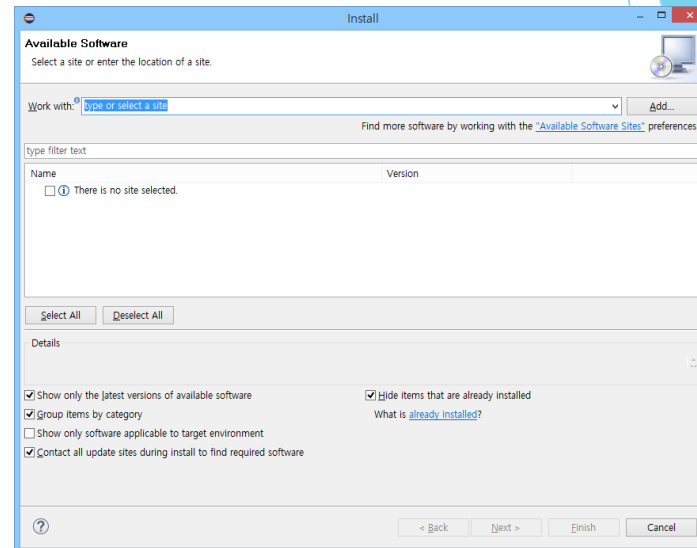 Install
Available Software
Select a site or enter the location of a site.
Work with: type or select a site Add...
Find more software by working with the "Available Software Sites" preferences
type filter text
Name Version
There is no site selected.
Select All Deselect All
Details
Show only the latest versions of available software Hide items that are already installed
Group items by category What is already installed?
Show only software applicable to target environment
Contact all update sites during install to find required software
? < Back Next > Finish Cancel